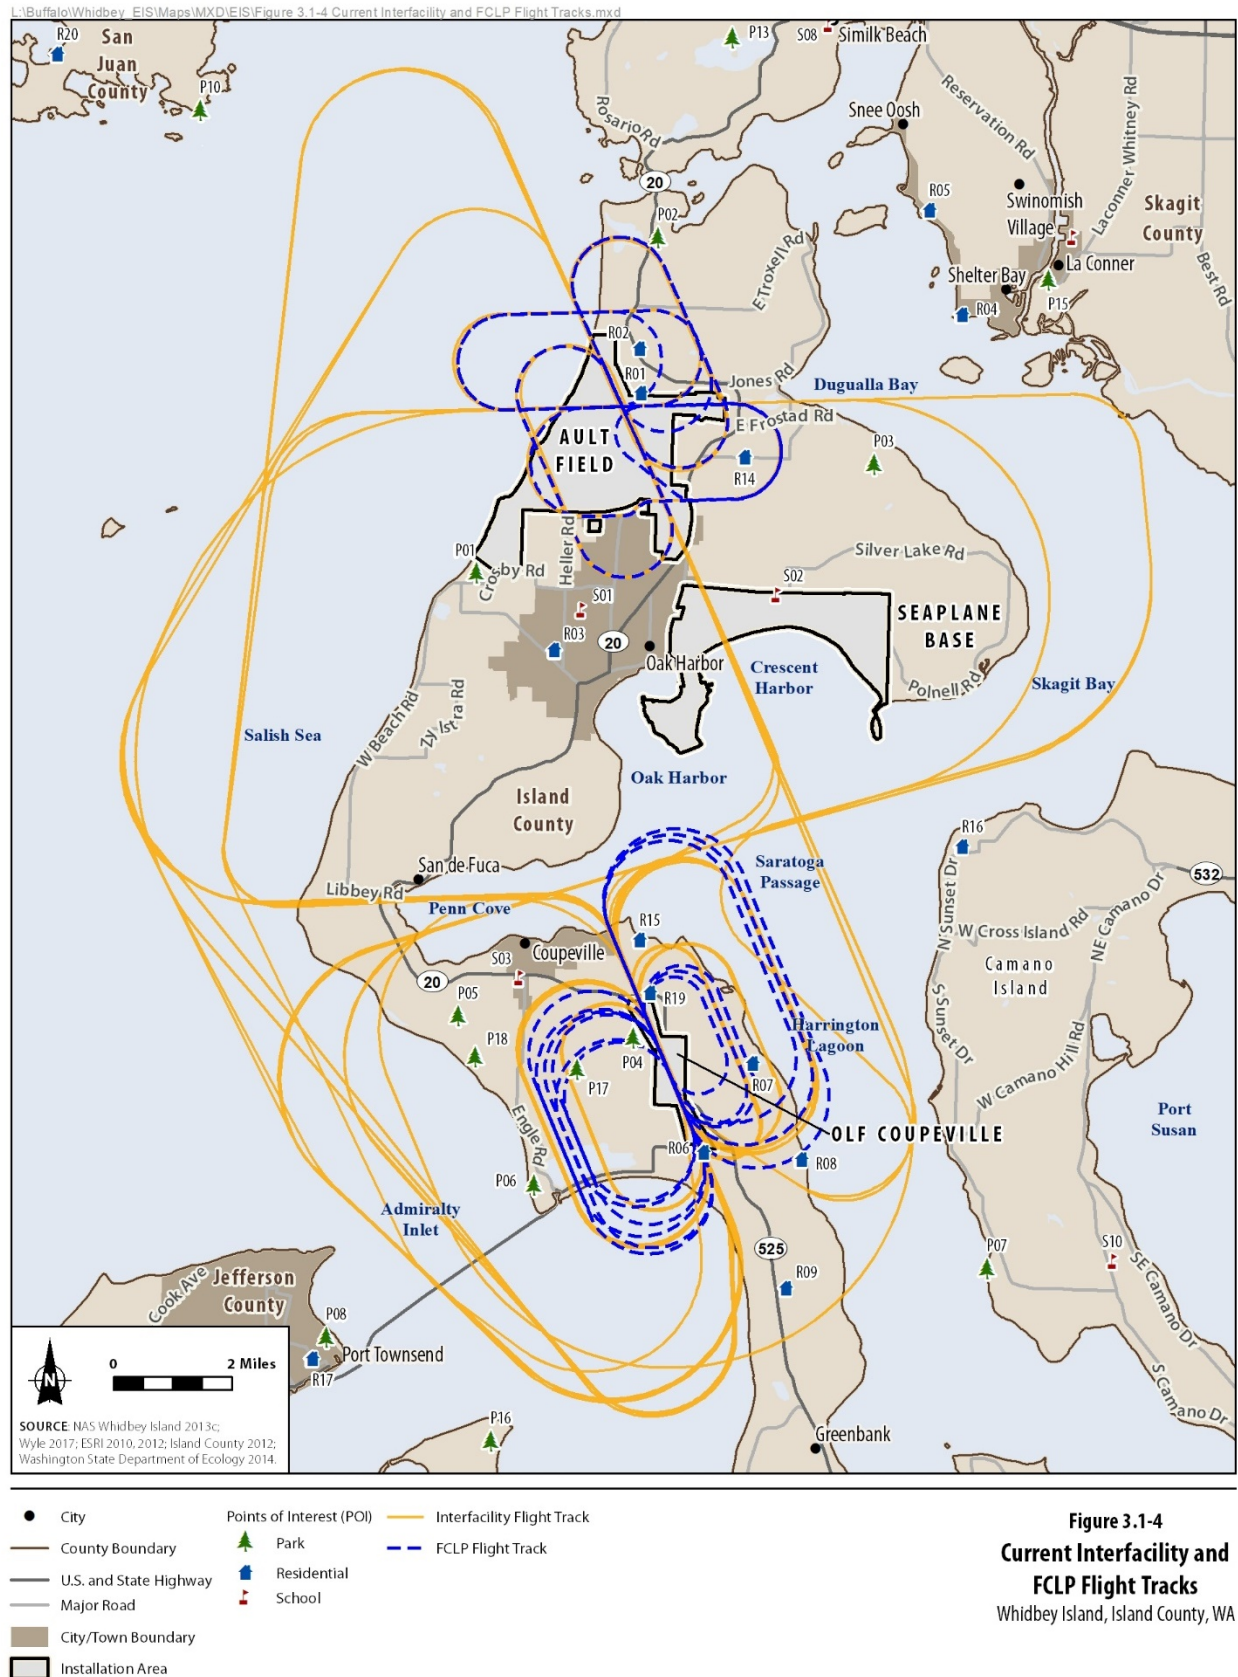 L:\Buffalo\Whidbey_EIS\Maps\MXD\EIS\Figure 3.1-4 Current Interfacility and FCLP Flight Tracks.mxd
R20
San
Juan
County
P10
P13
S08
Similk Beach
Rosario Rd
20
Snee Oosh
Reservation Rd
Laconner Whitney Rd
R05
Swinomish
Village
Skagit
County
P02
E Troxell Rd
La Conner
Shelter Bay
Best Rd
R04
P15
R02
R01
Jones Rd
Dugualla Bay
E Frostad Rd
AULT
FIELD
P03
R14
Heller Rd
P01
Crosby Rd
Silver Lake Rd
S02
S01
SEAPLANE
BASE
R03
20
Oak Harbor
Crescent
Harbor
Polnell Rd
Skagit Bay
W Beach Rd
Zylstra Rd
Salish Sea
Oak Harbor
Island
County
San de Fuca
Libbey Rd
Penn Cove
Saratoga
Passage
R16
532
N Sunset Dr
W Cross Island Rd
NE Camano Dr
R15
Coupeville
S03
20
Camano
Island
R19
P05
S Sunset Dr
Harrington
Lagoon
P18
P04
R07
P17
W Camano Hill Rd
Port
Susan
OLF COUPEVILLE
Engle Rd
R06
R08
P06
Admiralty
Inlet
525
P07
S10
SE Camano Dr
R09
Jefferson
County
Cook Ave
P08
Port Townsend
R17
S Camano Dr
P16
Greenbank
N
0
2 Miles
SOURCE: NAS Whidbey Island 2013c;
Wyle 2017; ESRI 2010, 2012; Island County 2012;
Washington State Department of Ecology 2014.
City
County Boundary
U.S. and State Highway
Major Road
City/Town Boundary
Installation Area
Points of Interest (POI)
Park
Residential
School
Interfacility Flight Track
FCLP Flight Track
Figure 3.1-4
Current Interfacility and
FCLP Flight Tracks
Whidbey Island, Island County, WA